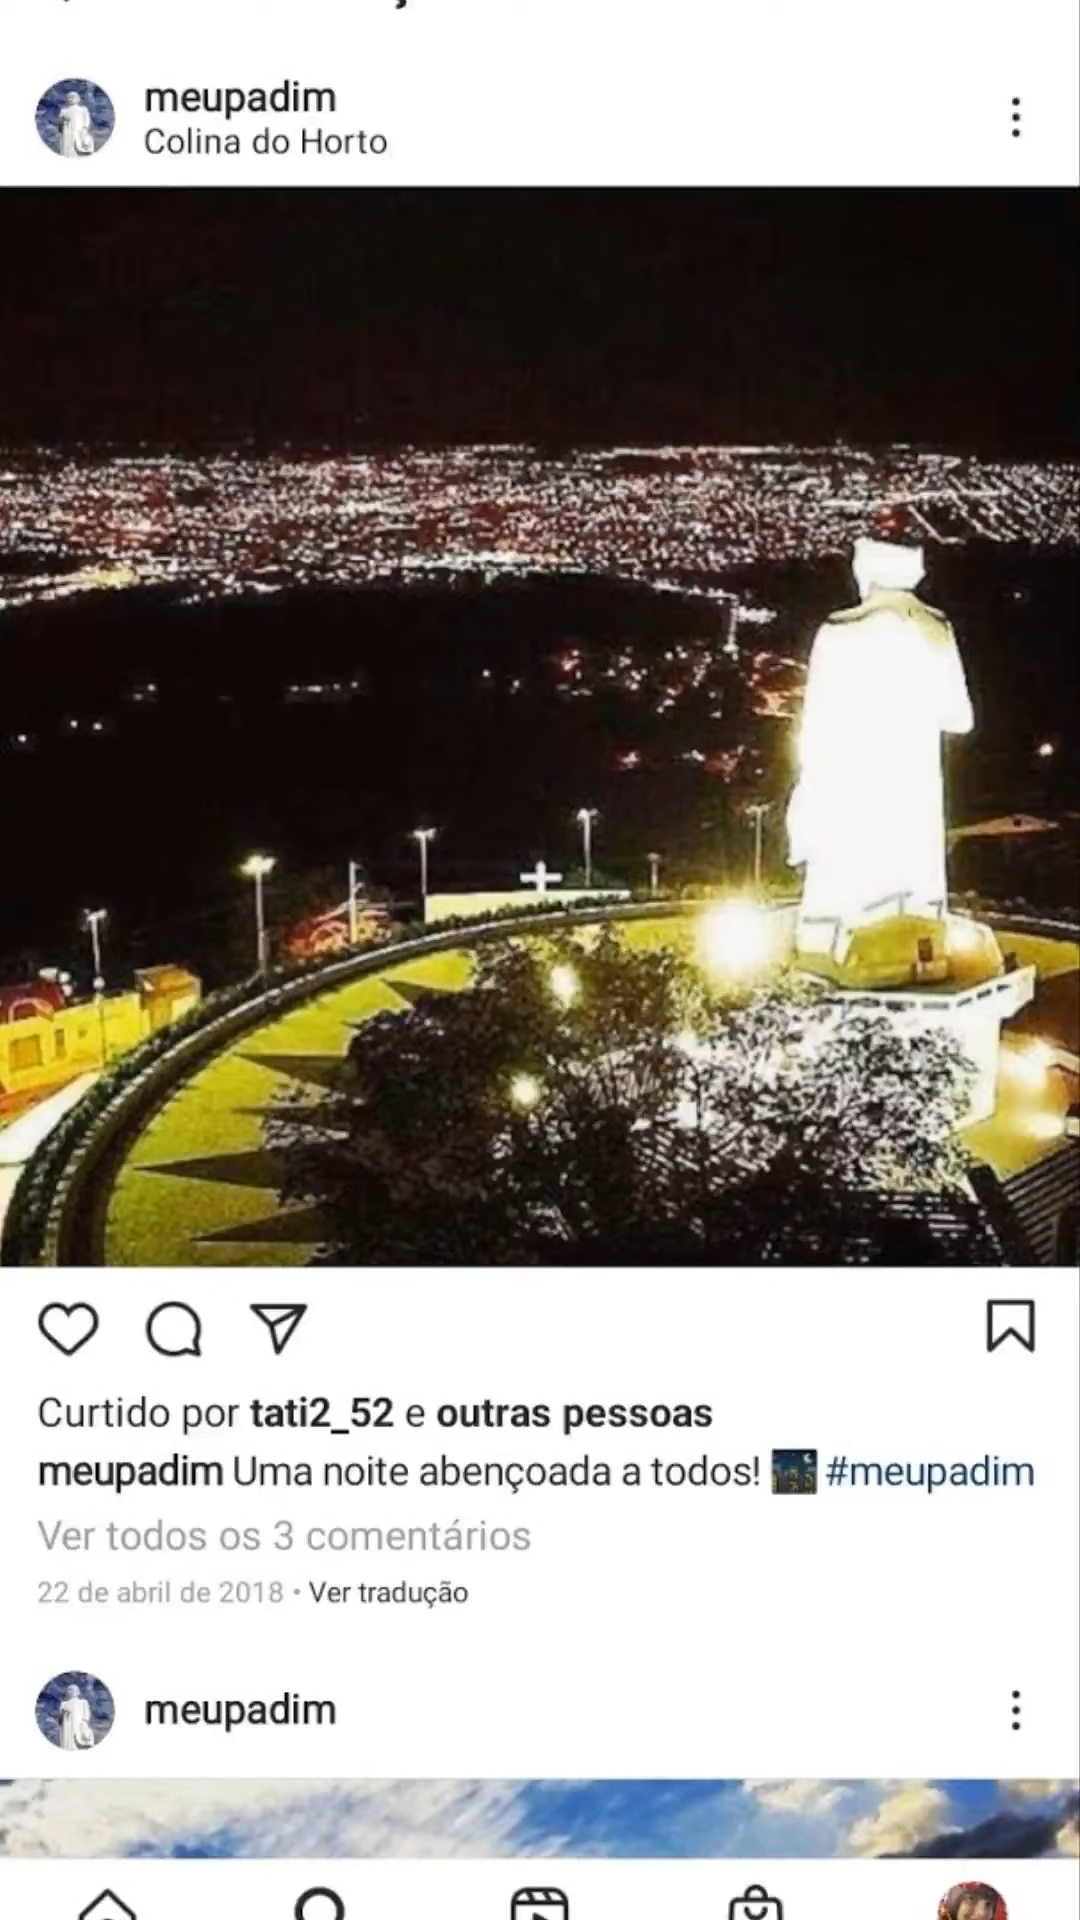 meupadim
Colina do Horto
Curtido por tati2_52 e outras pessoas
meupadim Uma noite abençoada a todos! 🌃 #meupadim
Ver todos os 3 comentários
22 de abril de 2018 • Ver tradução
meupadim